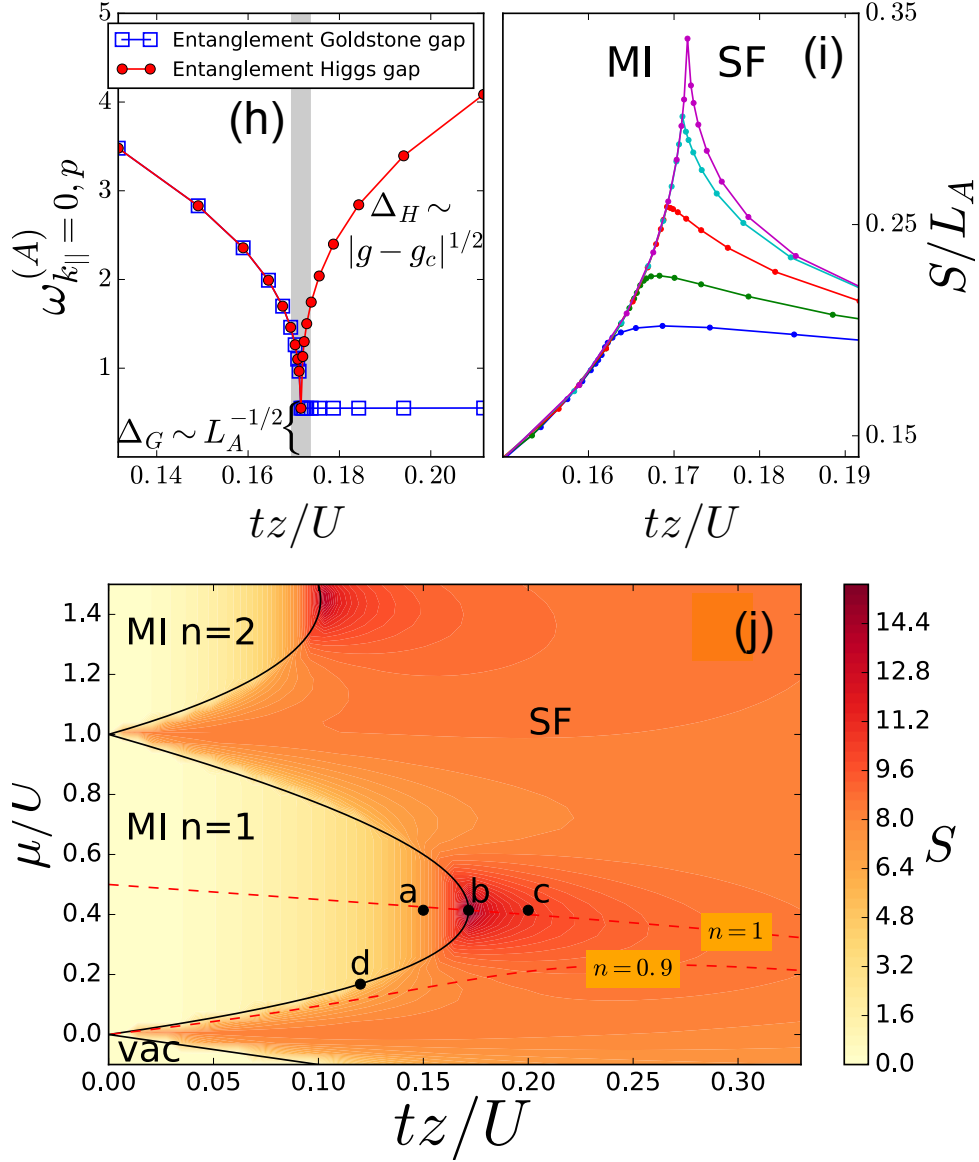 Entanglement Goldstone gap
Entanglement Higgs gap
(h)
5
4
3
2
1
ω^{(A)}_{k_{||}=0,p}
Δ_H ~
|g − g_c|^{1/2}
Δ_G ~ L_A^{−1/2}
0.14 0.16 0.18 0.20
tz/U
MI SF (i)
0.35
0.25
0.15
S/L_A
0.16 0.17 0.18 0.19
tz/U
(j)
MI n=2
SF
MI n=1
a b c
n = 1
n = 0.9
d
vac
1.4
1.2
1.0
0.8
0.6
0.4
0.2
0.0
μ/U
0.00 0.05 0.10 0.15 0.20 0.25 0.30
tz/U
14.4
12.8
11.2
9.6
8.0
6.4
4.8
3.2
1.6
0.0
S